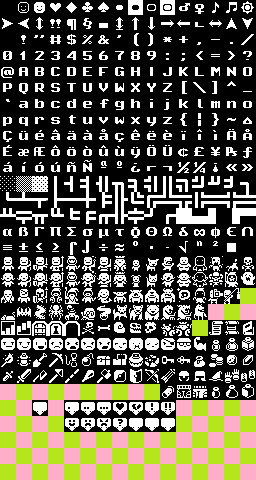 ☺ ☻ ♥ ♦ ♣ ♠ • ◘ ○ ◙ ♂ ♀ ♪ ♫ ☼
► ◄ ↕ ‼ ¶ § ▬ ↨ ↑ ↓ → ← ∟ ↔ ▲ ▼
! " # $ % & ' ( ) * + , - . /
0 1 2 3 4 5 6 7 8 9 : ; < = > ?
@ A B C D E F G H I J K L M N O
P Q R S T U V W X Y Z [ \ ] ^ _
` a b c d e f g h i j k l m n o
p q r s t u v w x y z { | } ~ ⌂
Ç ü é â ä à å ç ê ë è ï î ì Ä Å
É æ Æ ô ö ò û ù ÿ Ö Ü ¢ £ ¥ ₧ ƒ
á í ó ú ñ Ñ ª º ¿ ⌐ ¬ ½ ¼ ¡ « »
α ß Γ π Σ σ µ τ Φ Θ Ω δ ∞ φ ε ∩
≡ ± ≥ ≤ ⌠ ⌡ ÷ ≈ ° ∙ · √ ⁿ ² ■